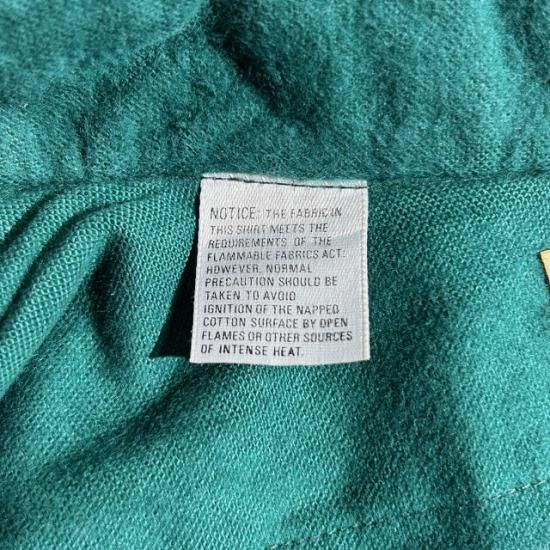 NOTICE: THE FABRIC IN
THIS SHIRT MEETS THE
REQUIREMENTS OF THE
FLAMMABLE FABRICS ACT:
HOWEVER, NORMAL
PRECAUTION SHOULD BE
TAKEN TO AVOID
IGNITION OF THE NAPPED
COTTON SURFACE BY OPEN
FLAMES OR OTHER SOURCES
OF INTENSE HEAT.